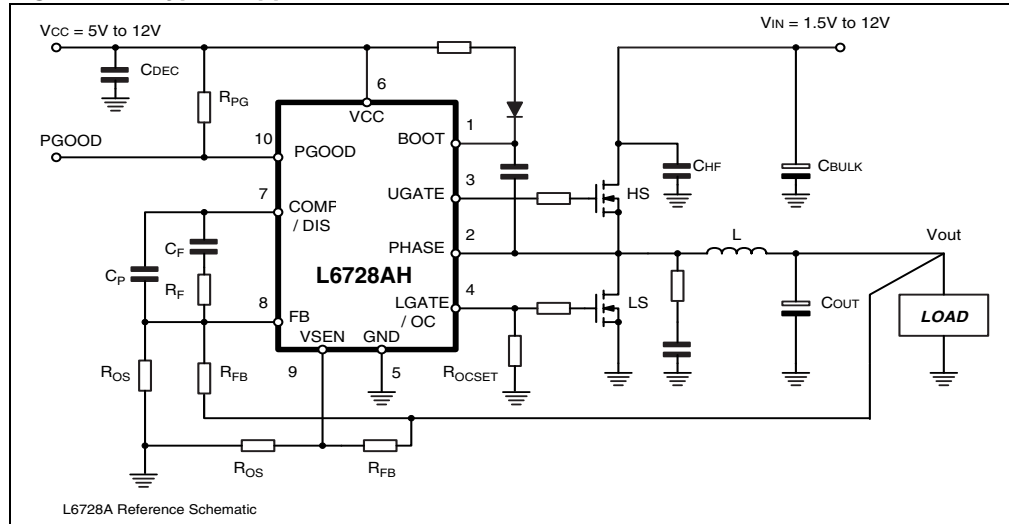 VCC = 5V to 12V
VIN = 1.5V to 12V
CDEC
RPG
6
VCC
1
BOOT
PGOOD
10
PGOOD
CHF
CBULK
3
UGATE
HS
7
COMP
/ DIS
2
PHASE
L
Vout
CF
CP
L6728AH
RF
4
LGATE
/ OC
LS
COUT
LOAD
8
FB
VSEN
GND
ROS
RFB
9
5
ROCSET
ROS
RFB
L6728A Reference Schematic